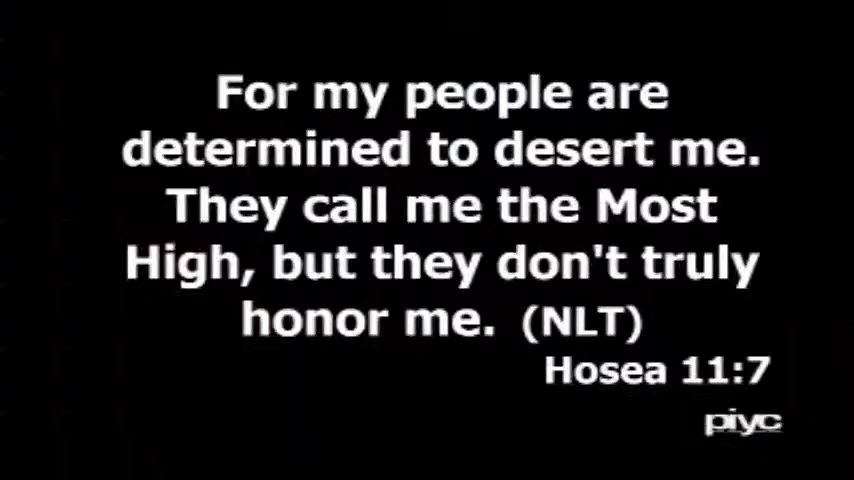 For my people are
determined to desert me.
They call me the Most
High, but they don't truly
honor me. (NLT)
Hosea 11:7
piyc